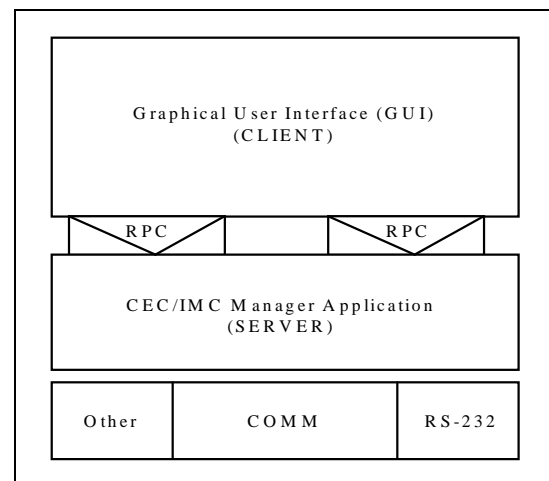 Graphical User Interface (GUI)
(CLIENT)
RPC
RPC
CEC/IMC Manager Application
(SERVER)
Other
COMM
RS-232